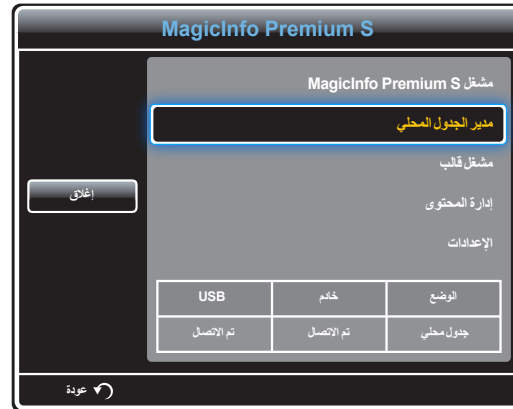 MagicInfo Premium S
مشغل MagicInfo Premium S
مدير الجدول المحلي
مشغل قالب
إدارة المحتوى
الإعدادات
إغلاق
الوضع خادم USB
جدول محلي تم الاتصال تم الاتصال
عودة